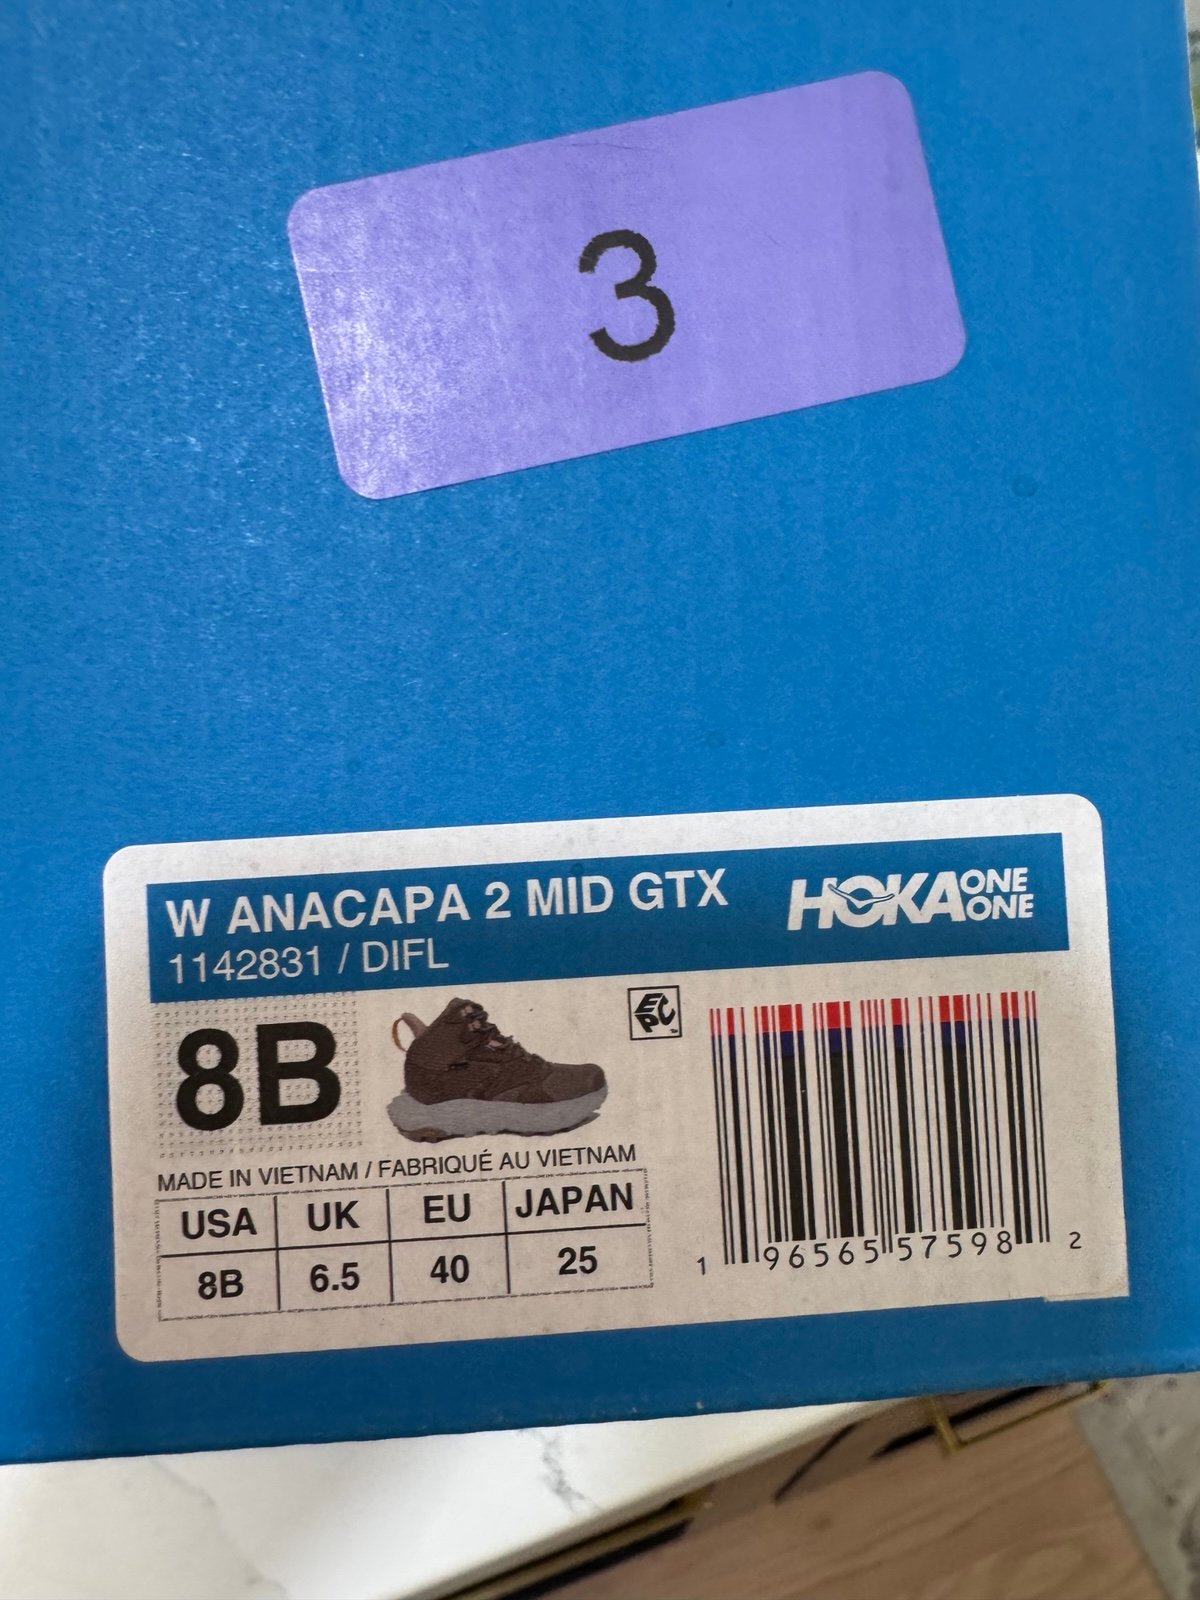 3
W ANACAPA 2 MID GTX
1142831 / DIFL
HOKA ONE ONE
8B
EPC
MADE IN VIETNAM / FABRIQUÉ AU VIETNAM
USA UK EU JAPAN
8B 6.5 40 25
1 96565 57598 2